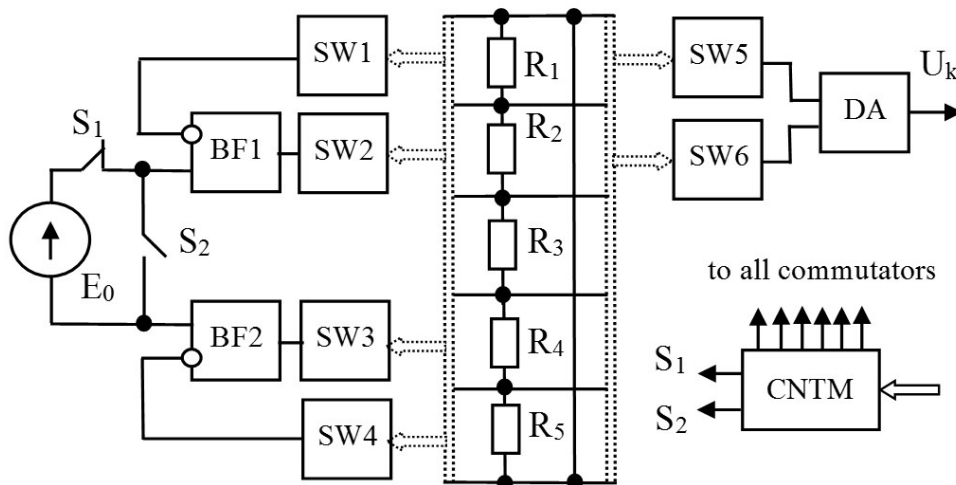 SW1
R₁
SW5
Uₖ
S₁
BF1
SW2
R₂
DA
SW6
S₂
R₃
E₀
to all commutators
BF2
SW3
R₄
S₁
CNTM
S₂
SW4
R₅